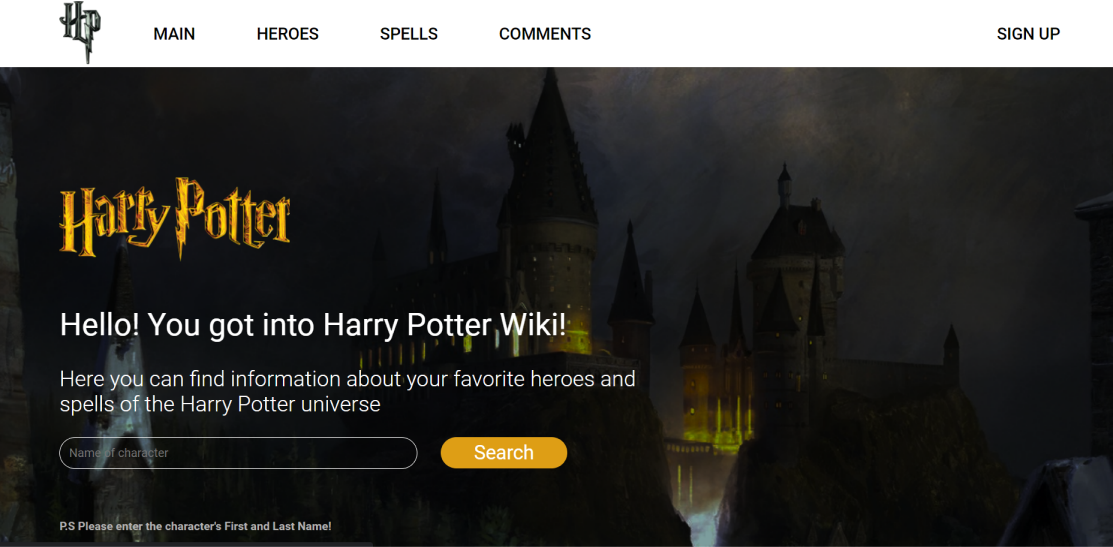 HP
MAIN
HEROES
SPELLS
COMMENTS
SIGN UP
Harry Potter
Hello! You got into Harry Potter Wiki!
Here you can find information about your favorite heroes and
spells of the Harry Potter universe
Name of character
Search
P.S Please enter the character's First and Last Name!